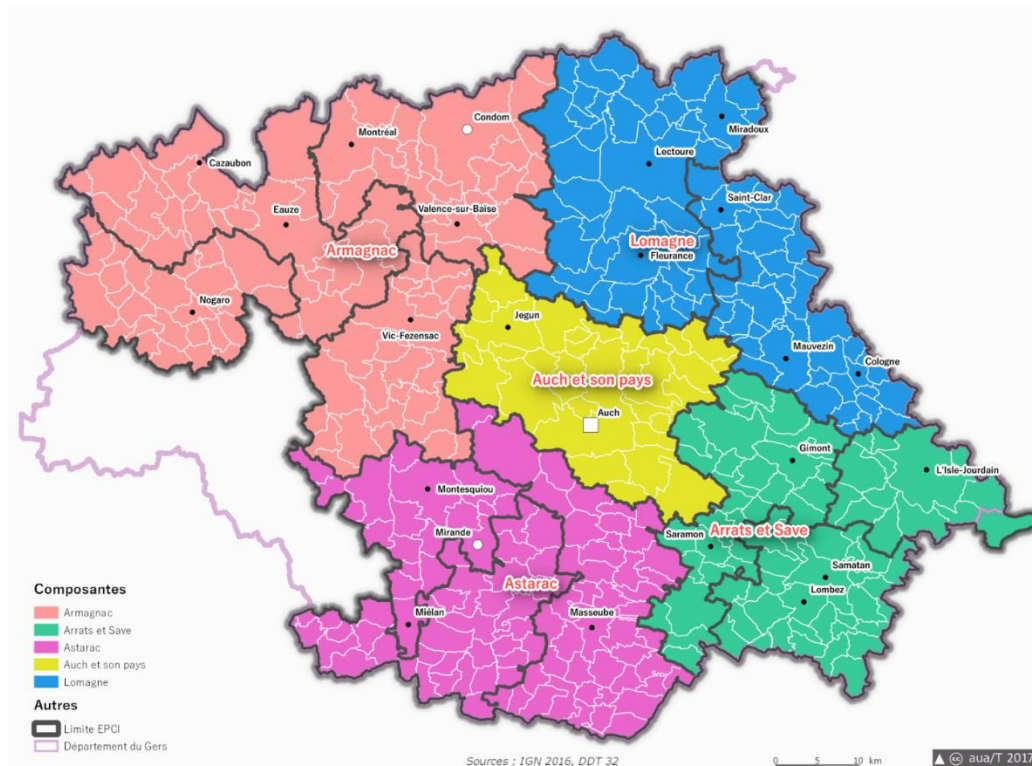 Condom
Montréal
Miradoux
Cazaubon
Lectoure
Saint-Clar
Valence-sur-Baïse
Eauze
Armagnac
Lomagne
Fleurance
Nogaro
Jegun
Vic-Fezensac
Mauvezin
Cologne
Auch et son pays
Auch
Gimont
L'Isle-Jourdain
Montesquiou
Mirande
Saramon
Arrats et Save
Samatan
Lombez
Astarac
Miélan
Masseube
Composantes
Armagnac
Arrats et Save
Astarac
Auch et son pays
Lomagne
Autres
Limite EPCI
Département du Gers
Sources : IGN 2016, DDT 32
0 5 10 km
aua/T 2017